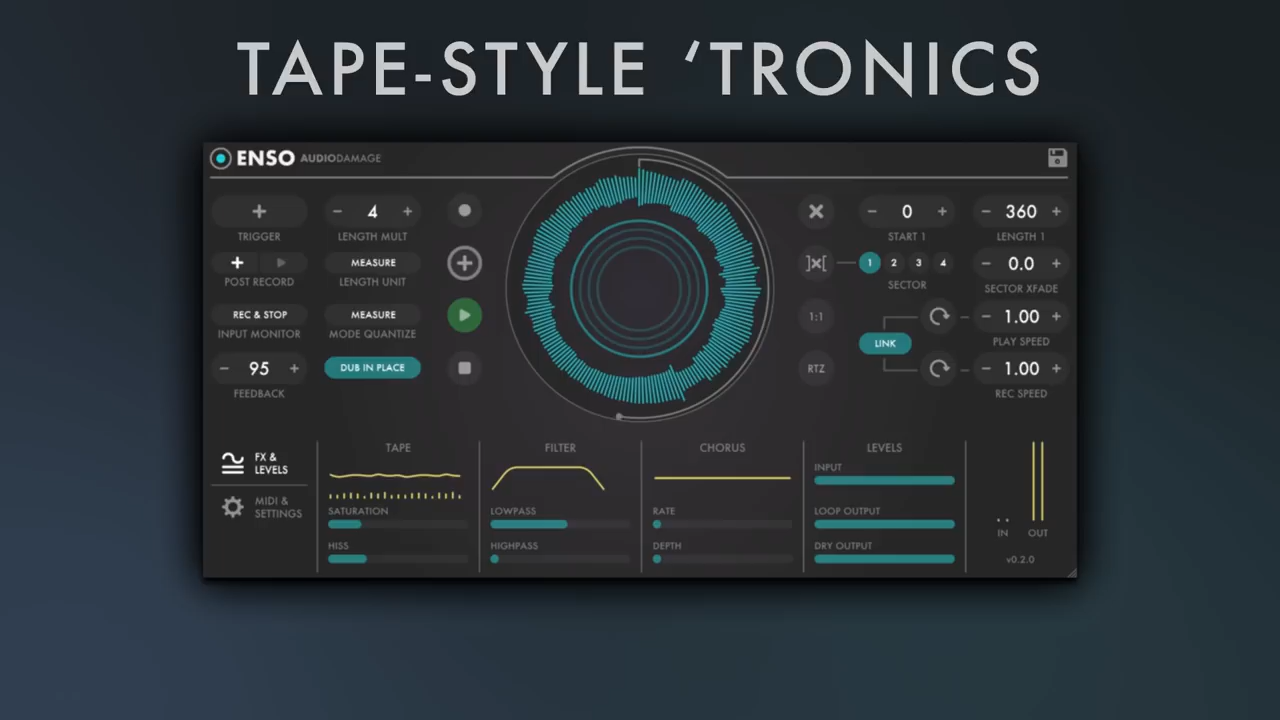 TAPE-STYLE ‘TRONICS
ENSO AUDIODAMAGE
+ - 4 +
TRIGGER LENGTH MULT
+ MEASURE
POST RECORD LENGTH UNIT
REC & STOP MEASURE
INPUT MONITOR MODE QUANTIZE
- 95 + DUB IN PLACE
FEEDBACK
- 0 + - 360 +
START 1 LENGTH 1
]x[ 1 2 3 4 - 0.0 +
SECTOR SECTOR XFADE
1:1 - 1.00 +
PLAY SPEED
LINK
RTZ - 1.00 +
REC SPEED
FX &
LEVELS
MIDI &
SETTINGS
TAPE
SATURATION
HISS
FILTER
LOWPASS
HIGHPASS
CHORUS
RATE
DEPTH
LEVELS
INPUT
LOOP OUTPUT
DRY OUTPUT
IN OUT
v0.2.0